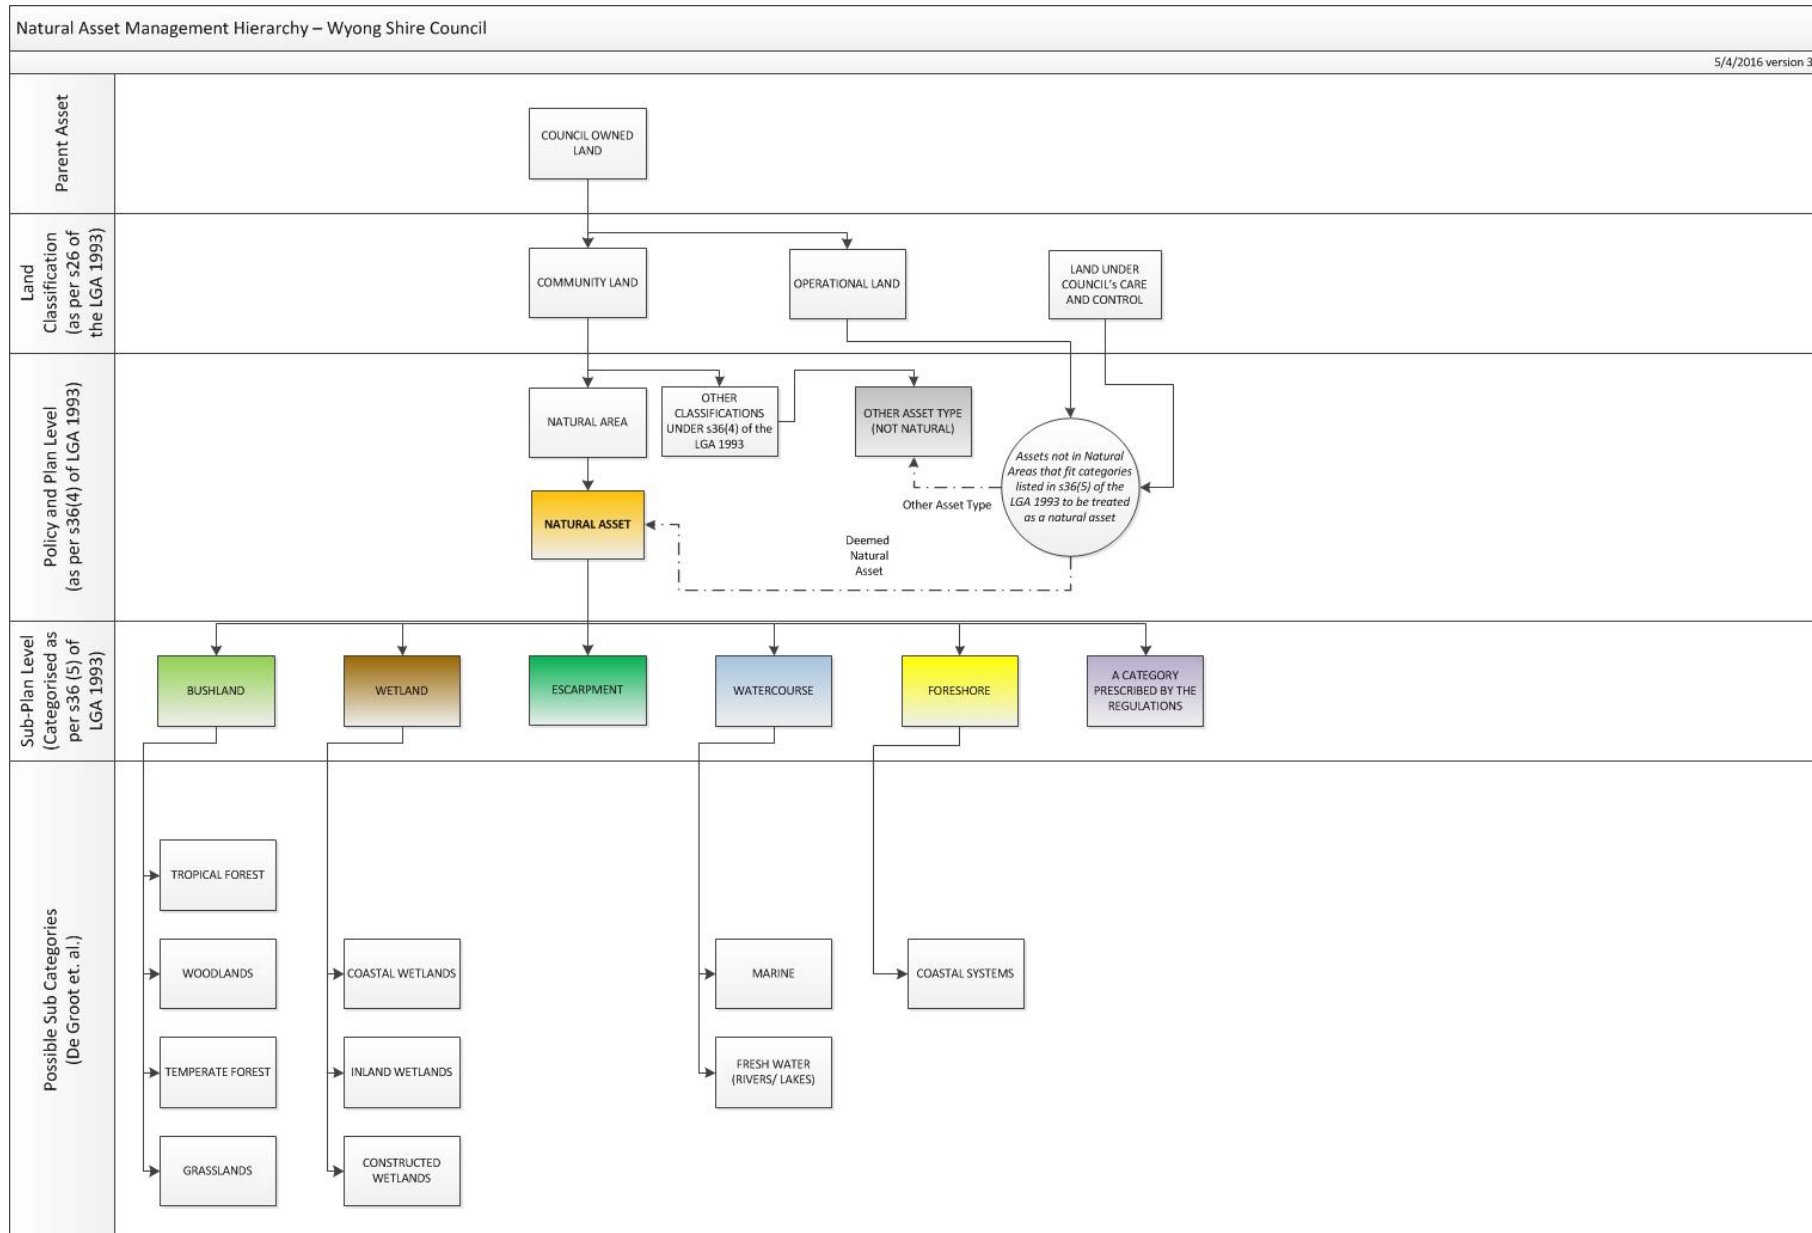 Natural Asset Management Hierarchy – Wyong Shire Council
5/4/2016 version 3
Parent Asset
COUNCIL OWNED
LAND
Land
Classification
(as per s26 of
the LGA 1993)
COMMUNITY LAND
OPERATIONAL LAND
LAND UNDER
COUNCIL's CARE
AND CONTROL
Policy and Plan Level
(as per s36(4) of LGA 1993)
NATURAL AREA
OTHER
CLASSIFICATIONS
UNDER s36(4) of the
LGA 1993
OTHER ASSET TYPE
(NOT NATURAL)
Assets not in Natural
Areas that fit categories
listed in s36(5) of the
LGA 1993 to be treated
as a natural asset
Other Asset Type
NATURAL ASSET
Deemed
Natural
Asset
Sub-Plan Level
(Categorised as
per s36 (5) of
LGA 1993)
BUSHLAND
WETLAND
ESCARPMENT
WATERCOURSE
FORESHORE
A CATEGORY
PRESCRIBED BY THE
REGULATIONS
Possible Sub Categories
(De Groot et. al.)
TROPICAL FOREST
WOODLANDS
COASTAL WETLANDS
MARINE
COASTAL SYSTEMS
TEMPERATE FOREST
INLAND WETLANDS
FRESH WATER
(RIVERS/ LAKES)
GRASSLANDS
CONSTRUCTED
WETLANDS